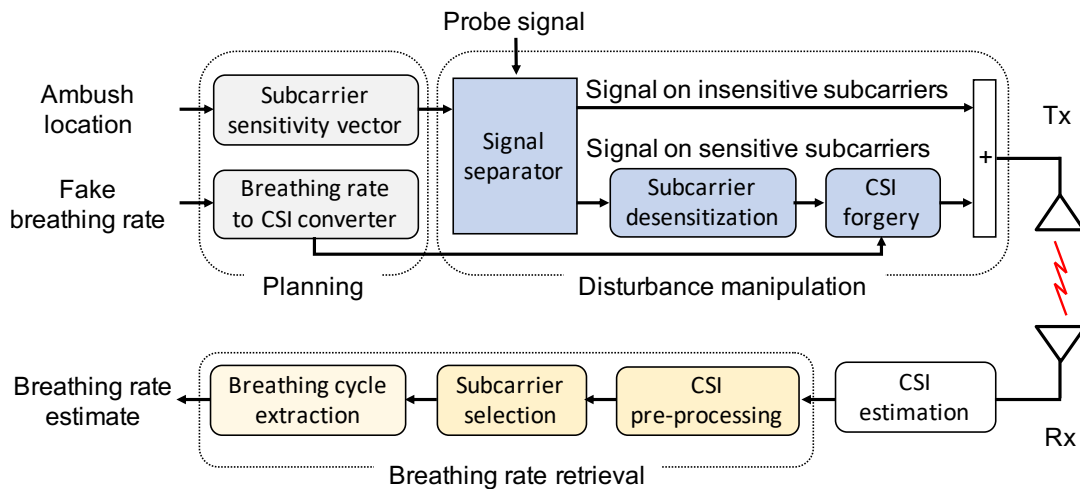 Probe signal
Ambush
location
Subcarrier
sensitivity vector
Fake
breathing rate
Breathing rate
to CSI converter
Planning
Signal
separator
Signal on insensitive subcarriers
Signal on sensitive subcarriers
Subcarrier
desensitization
CSI
forgery
+
Disturbance manipulation
Tx
Breathing rate
estimate
Breathing cycle
extraction
Subcarrier
selection
CSI
pre-processing
CSI
estimation
Rx
Breathing rate retrieval